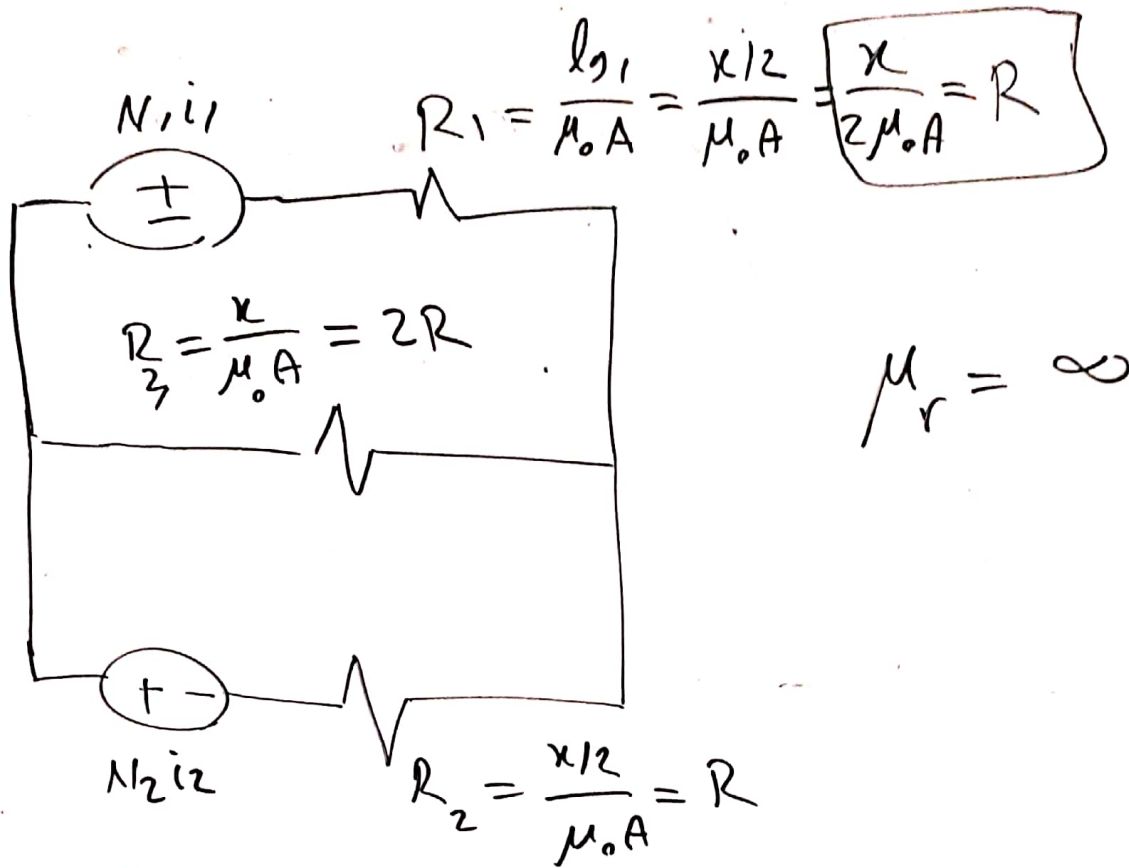 N₁i₁
R₁ = lg₁/μ₀A = x/2/μ₀A = x/2μ₀A = R
+ −
R₃ = x/μ₀A = 2R
μᵣ = ∞
+ −
N₂i₂
R₂ = x/2/μ₀A = R